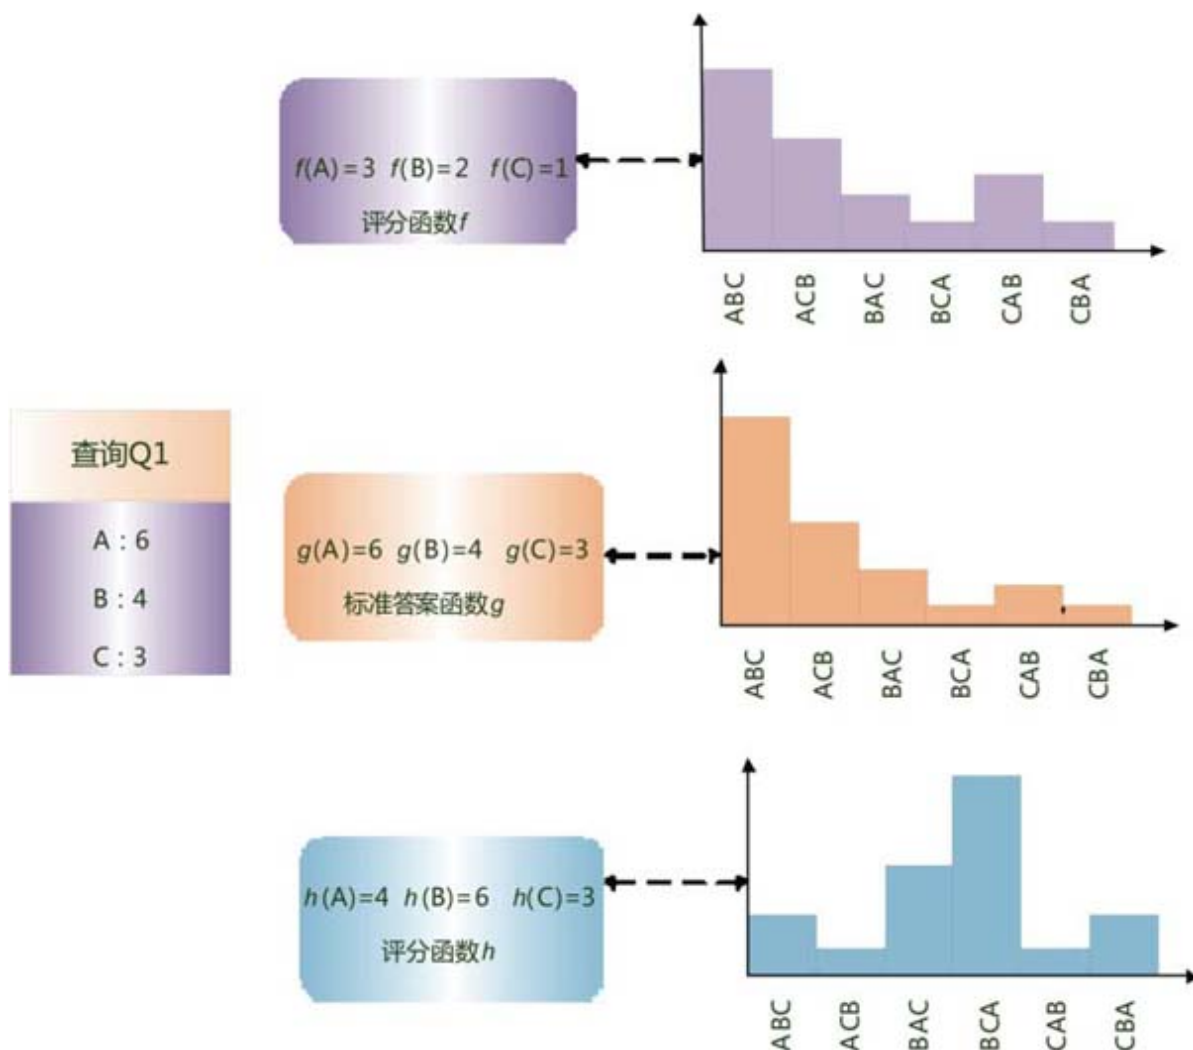 f(A)=3 f(B)=2 f(C)=1
评分函数f
ABC
ACB
BAC
BCA
CAB
CBA
查询Q1
A：6
B：4
C：3
g(A)=6 g(B)=4 g(C)=3
标准答案函数g
ABC
ACB
BAC
BCA
CAB
CBA
h(A)=4 h(B)=6 h(C)=3
评分函数h
ABC
ACB
BAC
BCA
CAB
CBA